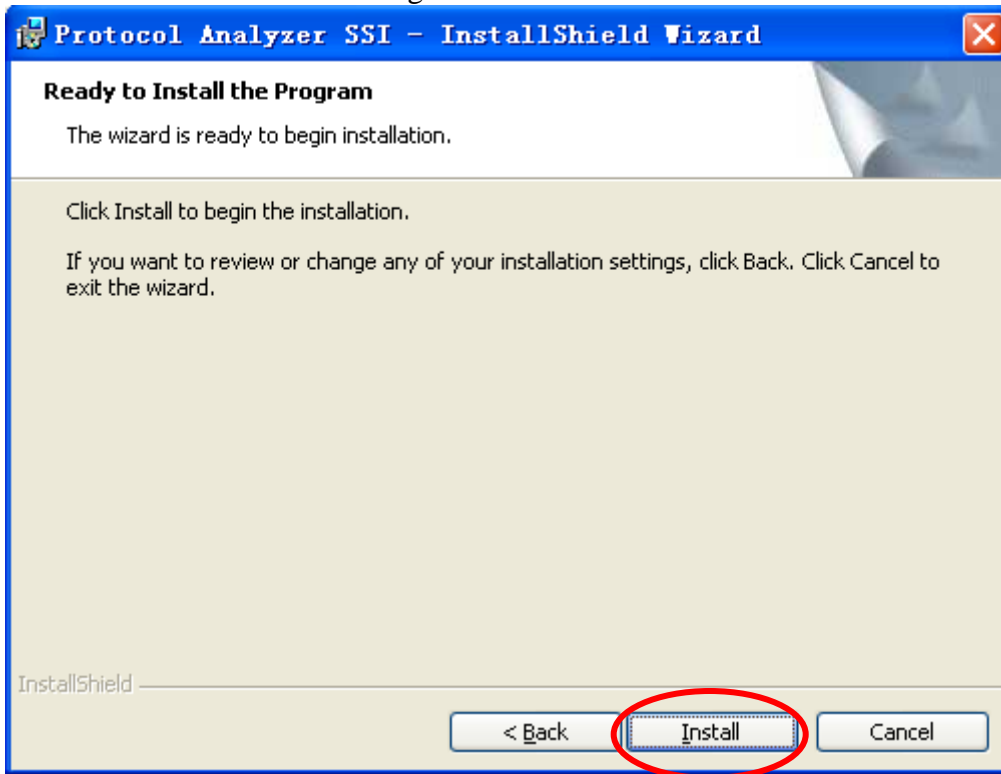 Protocol Analyzer SSI - InstallShield Wizard
Ready to Install the Program
The wizard is ready to begin installation.
Click Install to begin the installation.
If you want to review or change any of your installation settings, click Back. Click Cancel to
exit the wizard.
InstallShield
< Back Install Cancel